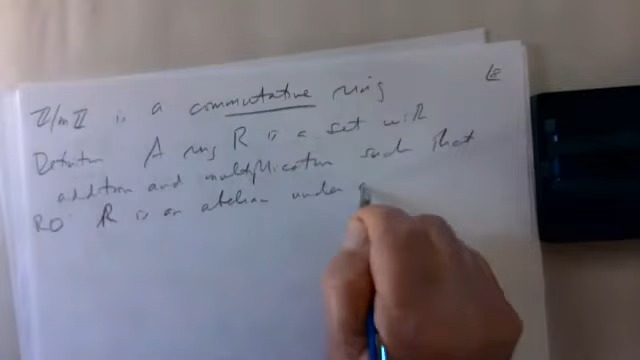 ℤ/mℤ is a commutative ring
Definition A ring R is a set with
addition and multiplication such that
R0: R is an abelian under